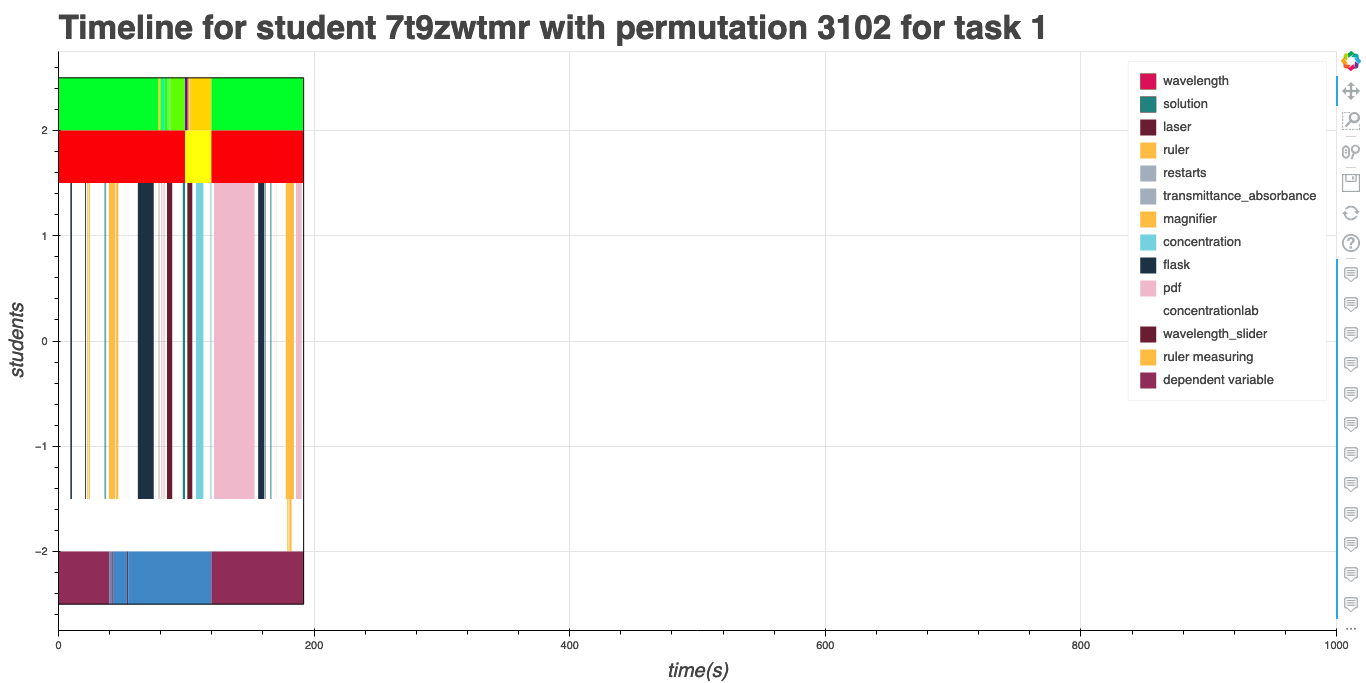 Timeline for student 7t9zwtmr with permutation 3102 for task 1
wavelength
solution
laser
ruler
restarts
transmittance_absorbance
magnifier
concentration
flask
pdf
concentrationlab
wavelength_slider
ruler measuring
dependent variable
students
2
1
0
−1
−2
0 200 400 600 800 1000
time(s)